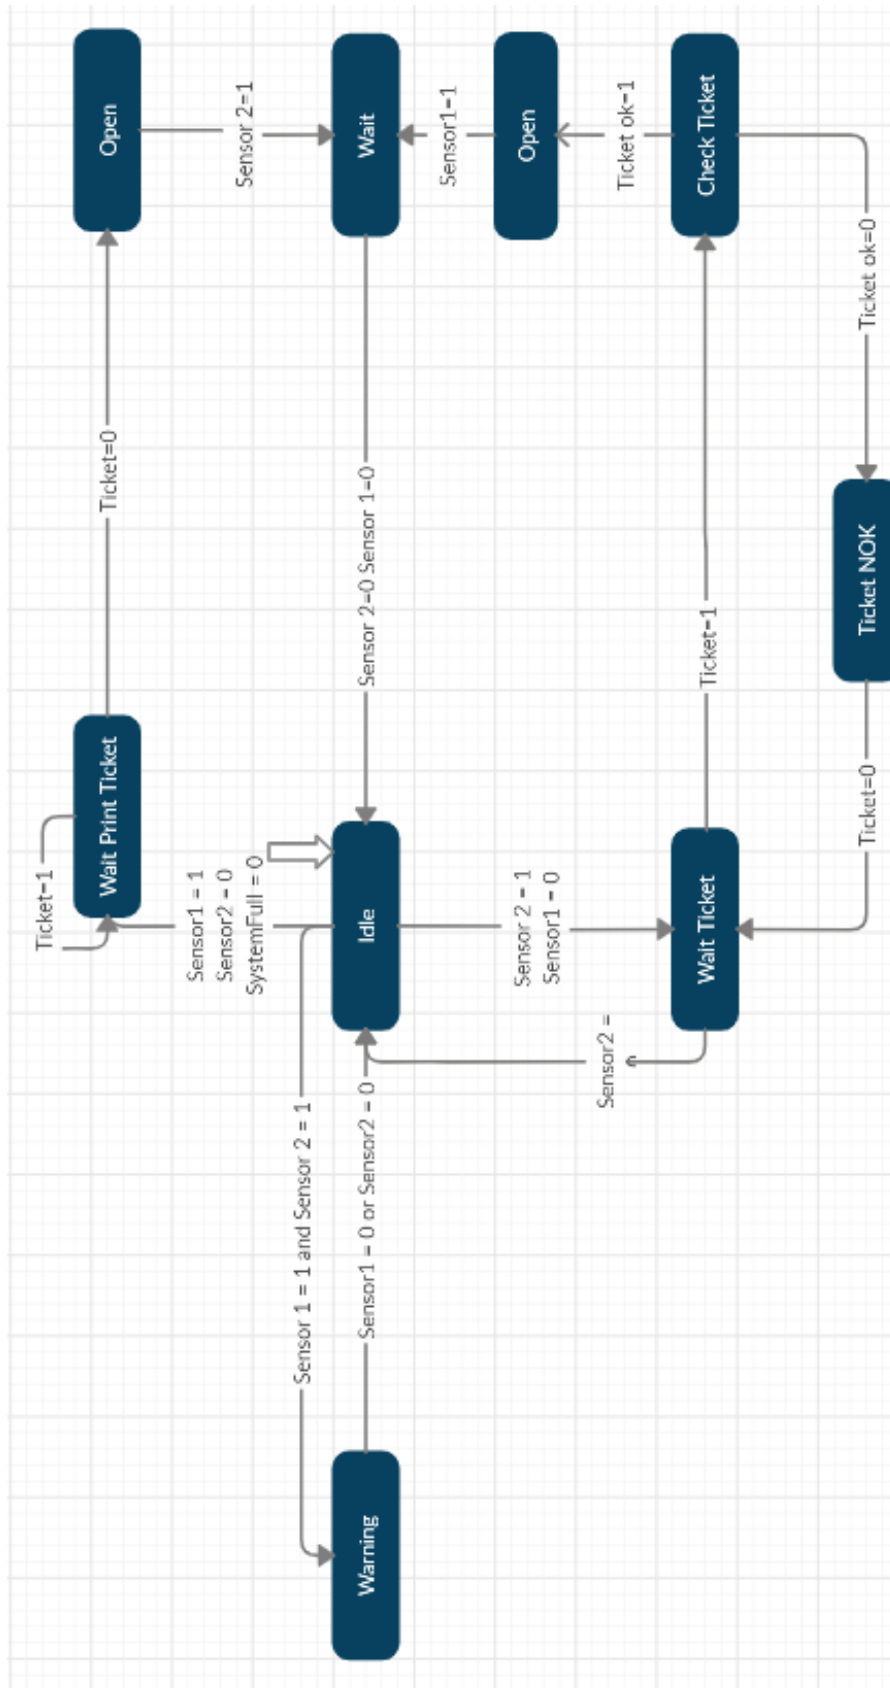 Ticket=1
Wait Print Ticket
Ticket=0
Open
Sensor1 = 1
Sensor2 = 0
SystemFull = 0
Sensor 2=1
Sensor 1 = 1 and Sensor 2 = 1
Warning
Sensor1 = 0 or Sensor2 = 0
Idle
Sensor 2=0 Sensor 1=0
Wait
Sensor1=1
Sensor 2 = 1
Sensor1 = 0
Open
Sensor2 =
Ticket ok=1
Wait Ticket
Ticket=1
Check Ticket
Ticket=0
Ticket NOK
Ticket ok=0